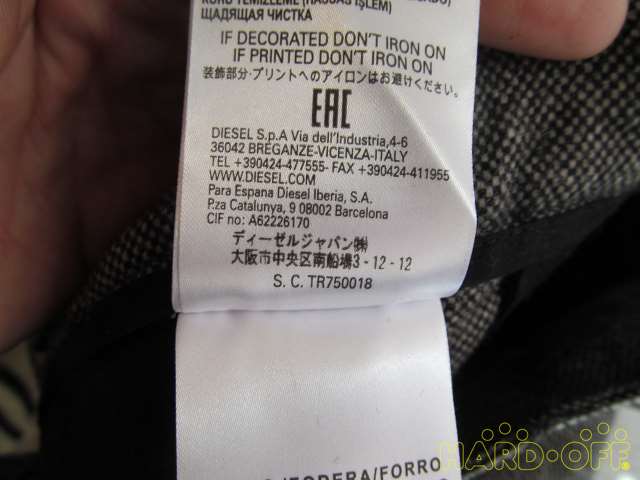 KURU TEMİZLEME (HASSAS İŞLEM)
ЩАДЯЩАЯ ЧИСТКА
IF DECORATED DON'T IRON ON
IF PRINTED DON'T IRON ON
装飾部分・プリントへのアイロンはお避けください。
EAC
DIESEL S.p.A Via dell'Industria,4-6
36042 BREGANZE-VICENZA-ITALY
TEL +390424-477555- FAX +390424-411955
WWW.DIESEL.COM
Para Espana Diesel Iberia, S.A.
P.za Catalunya, 9 08002 Barcelona
CIF no: A62226170
ディーゼルジャパン㈱
大阪市中央区南船場3-12-12
S. C. TR750018
/FODERA/FORRO
HARD・OFF